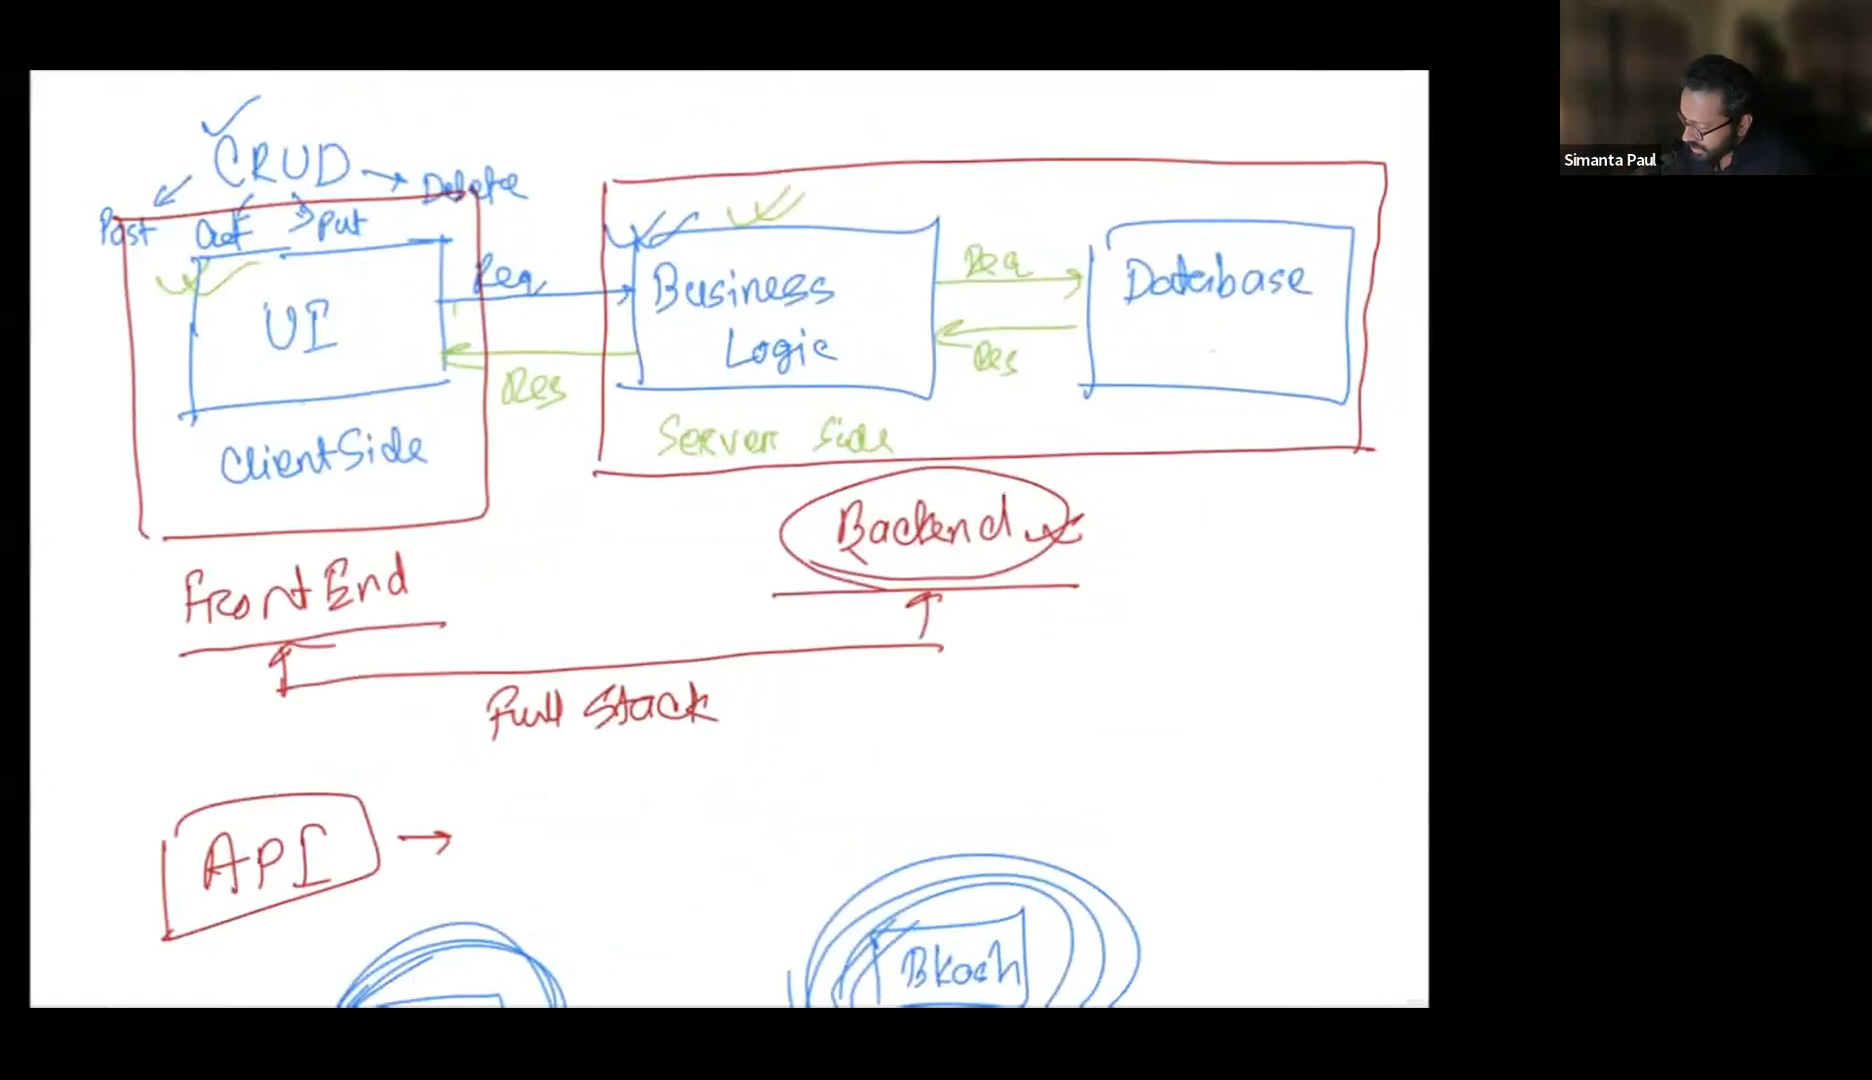 CRUD → Delete
Post Get Put
UI
Req
Res
Business
Logic
Req
Res
Database
ClientSide
Server Side
Backend
FrontEnd
Full Stack
API →
Bkash
Simanta Paul